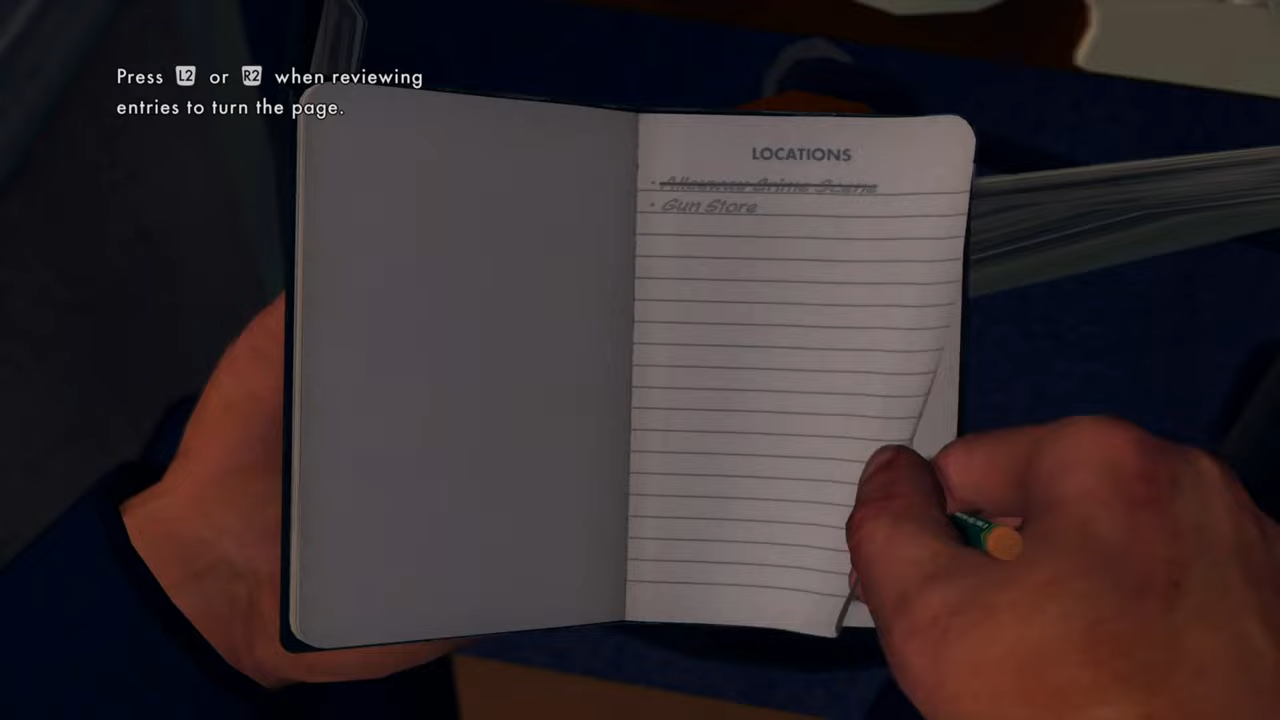 Press L2 or R2 when reviewing
entries to turn the page.
LOCATIONS
· Alleyway Crime Scene
· Gun Store